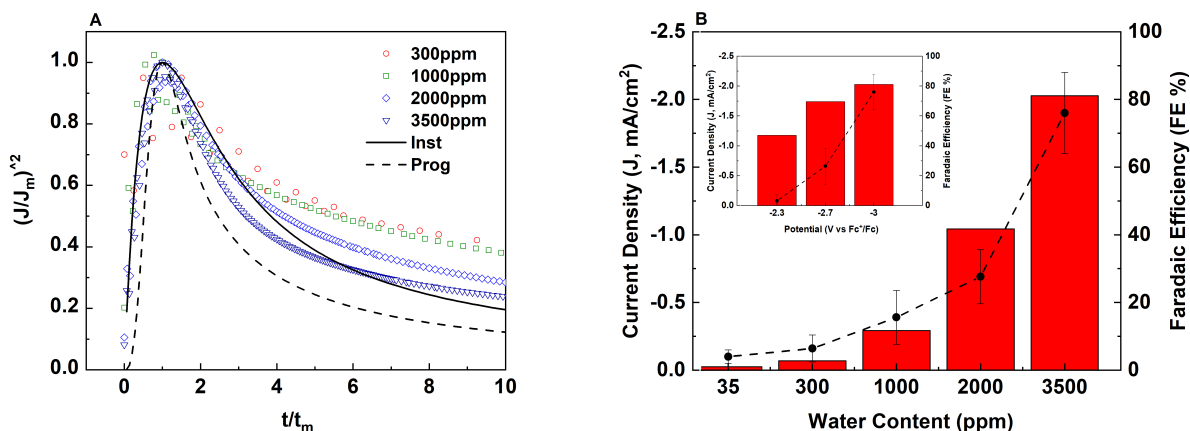 A
(J/Jm)^2
1.0
0.8
0.6
0.4
0.2
0.0
0
2
4
6
8
10
t/tm
300ppm
1000ppm
2000ppm
3500ppm
Inst
Prog
B
Current Density (J, mA/cm²)
-2.5
-2.0
-1.5
-1.0
-0.5
-0.0
35
300
1000
2000
3500
Water Content (ppm)
100
80
60
40
20
0
Faradaic Efficiency (FE %)
Current Density (J, mA/cm²)
-2.5
-2.0
-1.5
-1.0
-0.5
0.0
-2.3
-2.7
-3
Potential (V vs Fc⁺/Fc)
100
80
60
40
20
0
Faradaic Efficiency (FE %)